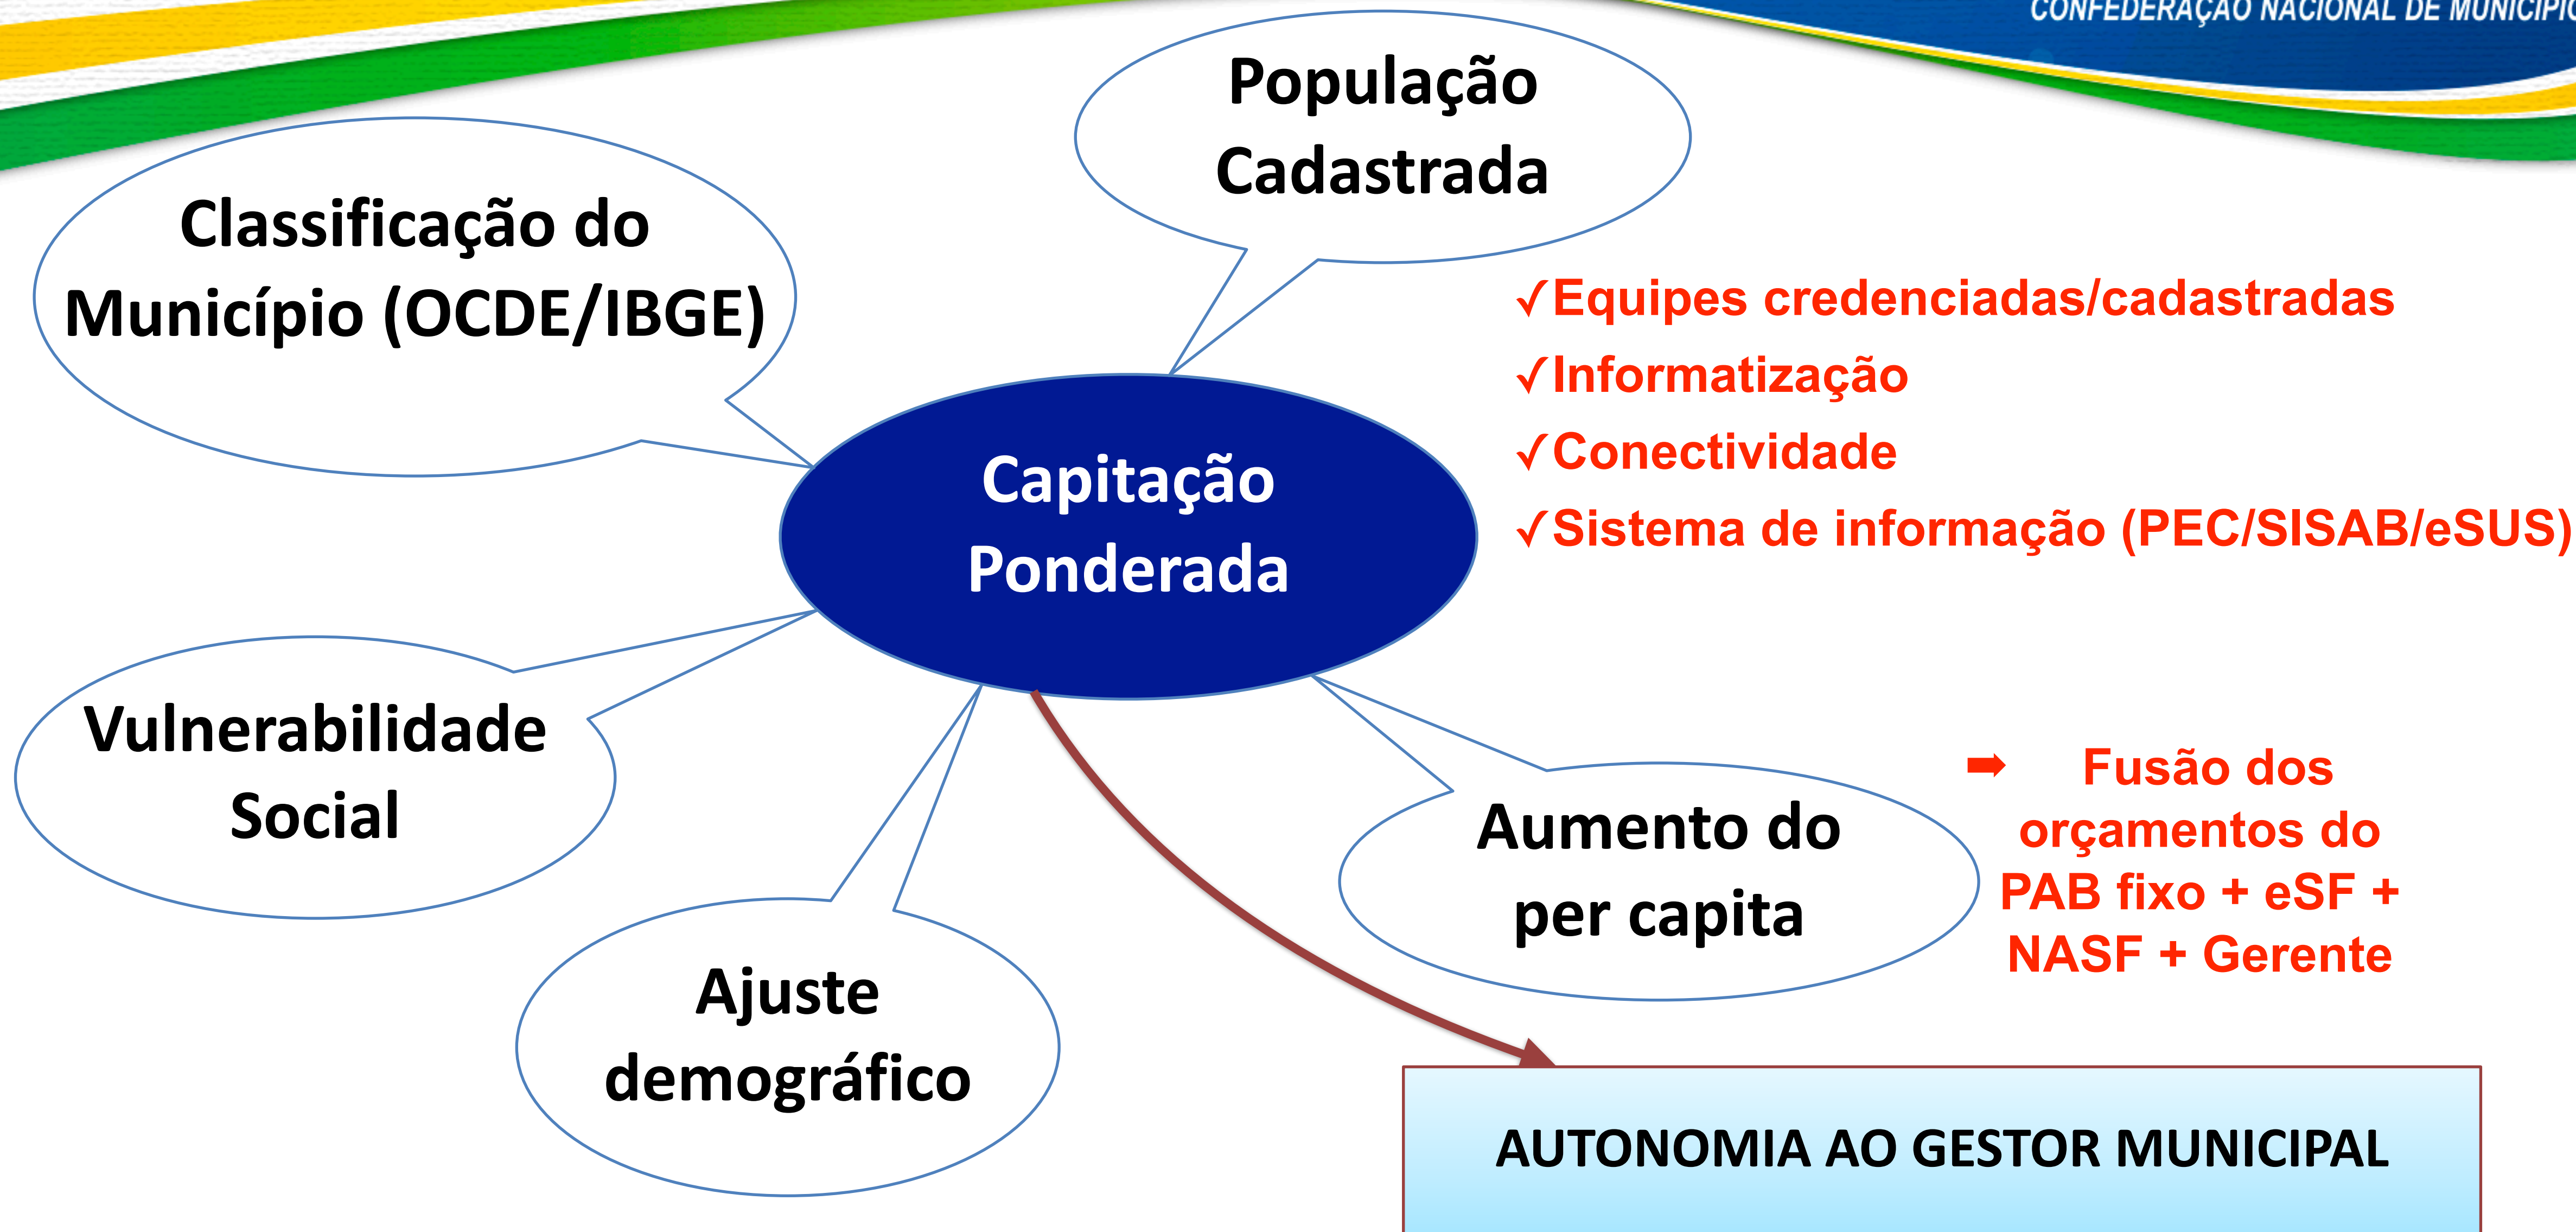 CONFEDERAÇÃO NACIONAL DE
População
Cadastrada
Classificação do
Município (OCDE/IBGE)
✓Equipes credenciadas/cadastradas
✓Informatização
✓Conectividade
✓Sistema de informação (PEC/SISAB/eSUS)
Capitação
Ponderada
Vulnerabilidade
Social
Ajuste
demográfico
Aumento do
per capita
➡ Fusão dos
orçamentos do
PAB fixo + eSF +
NASF + Gerente
AUTONOMIA AO GESTOR MUNICIPAL